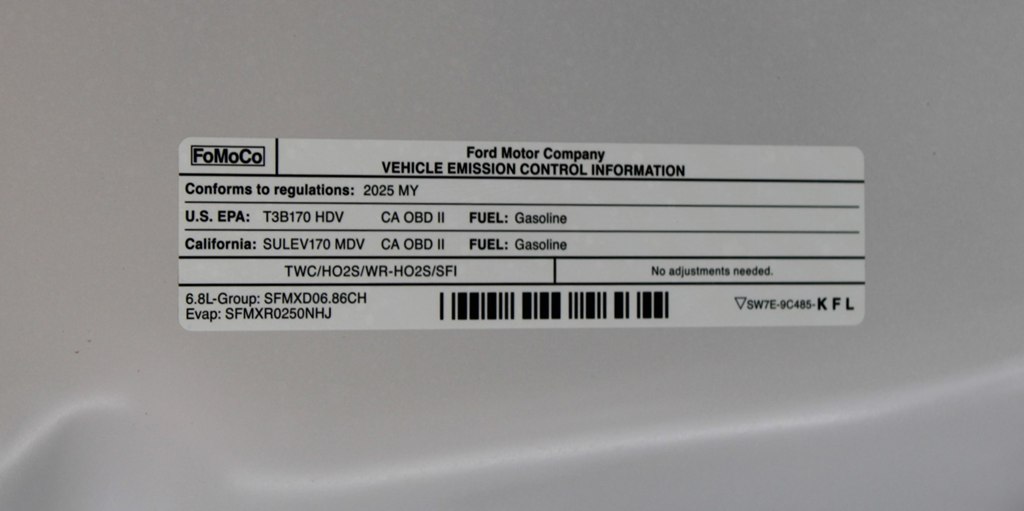 FoMoCo
Ford Motor Company
VEHICLE EMISSION CONTROL INFORMATION
Conforms to regulations: 2025 MY
U.S. EPA: T3B170 HDV CA OBD II FUEL: Gasoline
California: SULEV170 MDV CA OBD II FUEL: Gasoline
TWC/HO2S/WR-HO2S/SFI No adjustments needed.
6.8L-Group: SFMXD06.86CH
Evap: SFMXR0250NHJ
▽SW7E-9C485-K F L